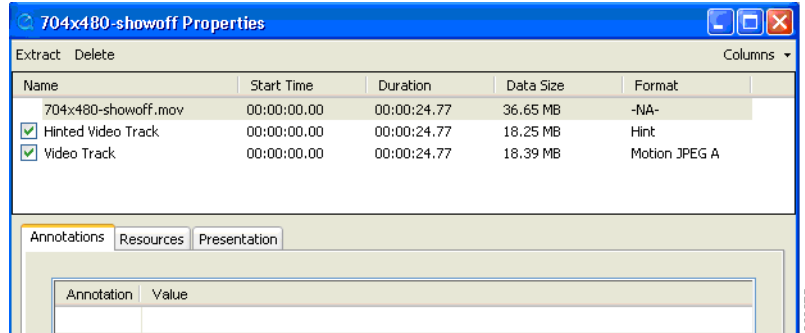 704x480-showoff Properties
Extract Delete Columns
Name Start Time Duration Data Size Format
704x480-showoff.mov 00:00:00.00 00:00:24.77 36.65 MB -NA-
Hinted Video Track 00:00:00.00 00:00:24.77 18.25 MB Hint
Video Track 00:00:00.00 00:00:24.77 18.39 MB Motion JPEG A
Annotations Resources Presentation
Annotation Value